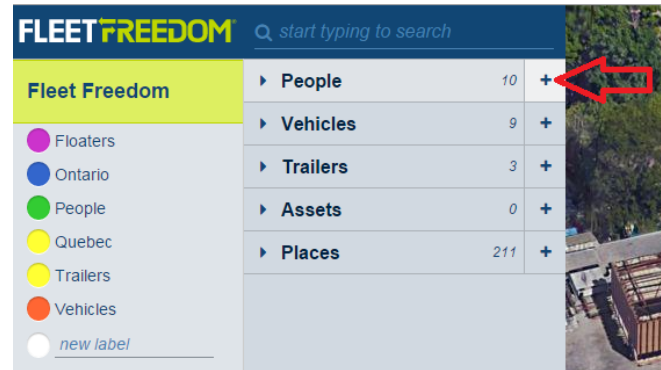 FLEETFREEDOM
start typing to search
Fleet Freedom
Floaters
Ontario
People
Quebec
Trailers
Vehicles
new label
People 10 +
Vehicles 9 +
Trailers 3 +
Assets 0 +
Places 211 +